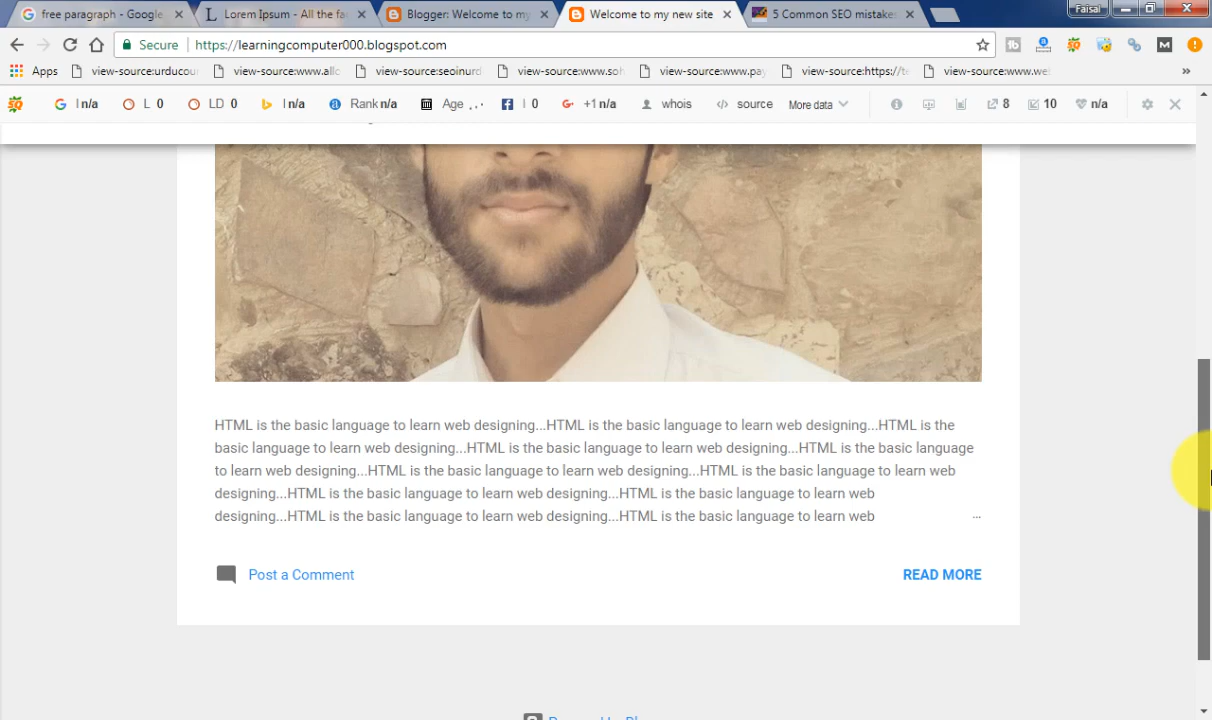 free paragraph - Google
Lorem Ipsum - All the fa
Blogger: Welcome to my
Welcome to my new site
5 Common SEO mistake
Faisal
Secure
https://learningcomputer000.blogspot.com
Apps
view-source:urducou
view-source:www.allc
view-source:seoinurd
view-source:www.soh
view-source:www.pay
view-source:https://te
view-source:www.we
I n/a
L 0
LD 0
I n/a
Rank n/a
Age ...
I 0
+1 n/a
whois
source
More data
8
10
n/a
HTML is the basic language to learn web designing...HTML is the basic language to learn web designing...HTML is the
basic language to learn web designing...HTML is the basic language to learn web designing...HTML is the basic language
to learn web designing...HTML is the basic language to learn web designing...HTML is the basic language to learn web
designing...HTML is the basic language to learn web designing...HTML is the basic language to learn web
designing...HTML is the basic language to learn web designing...HTML is the basic language to learn web ...
Post a Comment
READ MORE